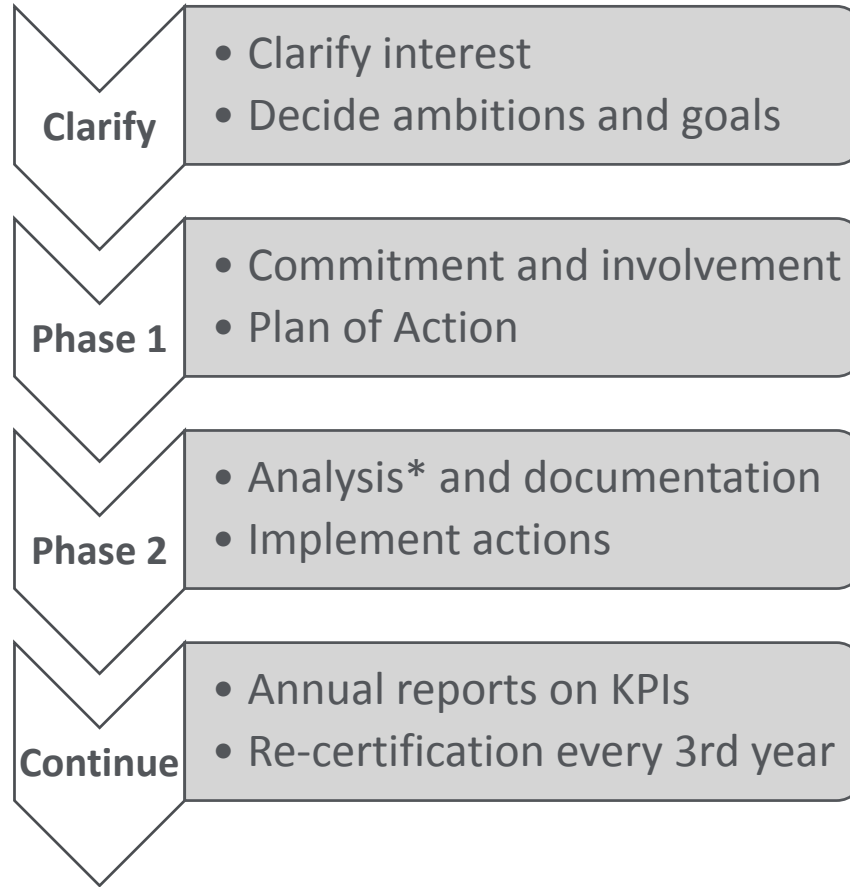 Clarify
• Clarify interest
• Decide ambitions and goals
Phase 1
• Commitment and involvement
• Plan of Action
Phase 2
• Analysis* and documentation
• Implement actions
Continue
• Annual reports on KPIs
• Re-certification every 3rd year